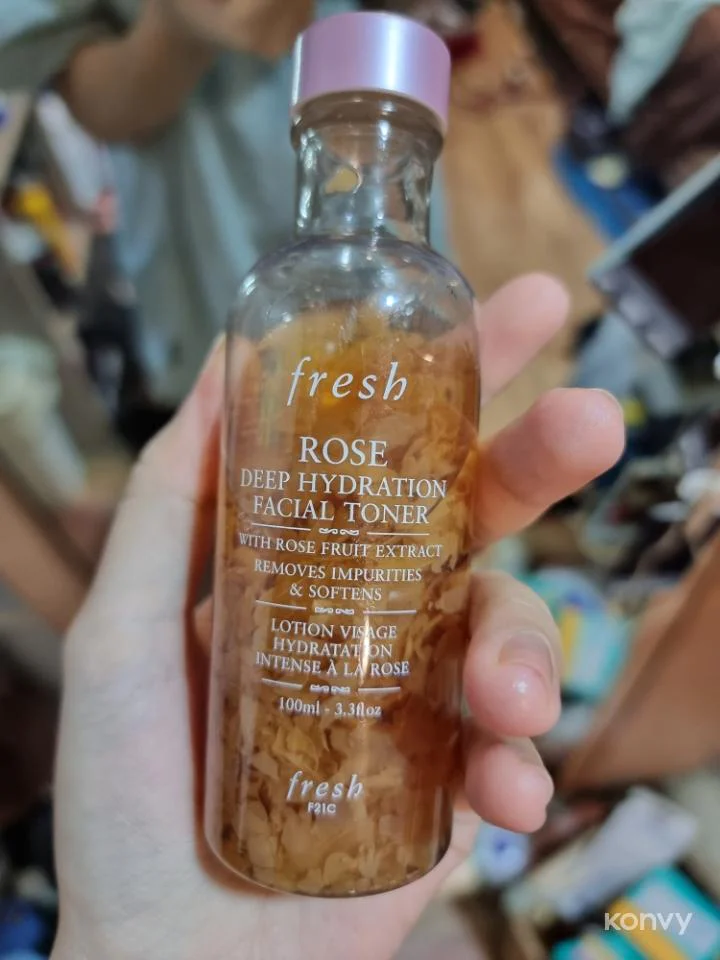 fresh
ROSE
DEEP HYDRATION
FACIAL TONER
WITH ROSE FRUIT EXTRACT
REMOVES IMPURITIES
& SOFTENS
LOTION VISAGE
HYDRATATION
INTENSE À LA ROSE
100ml - 3.3fl oz
fresh
F21C
konvy